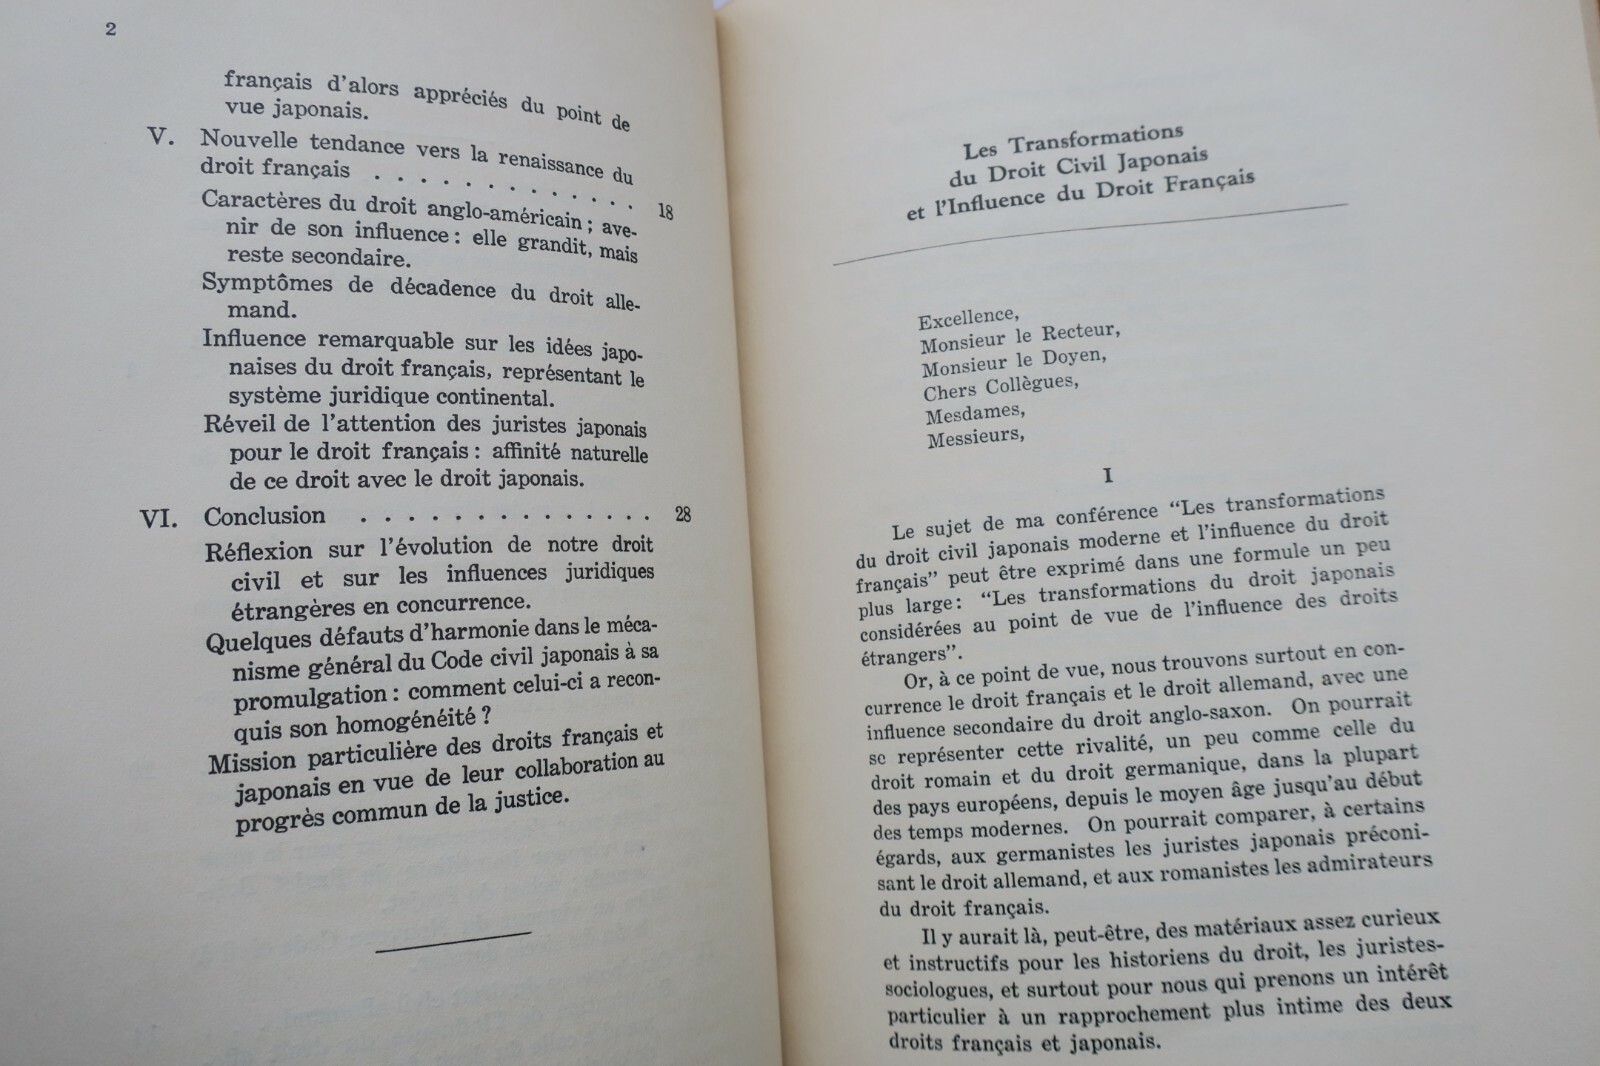 2
français d'alors appréciés du point de
vue japonais.
V. Nouvelle tendance vers la renaissance du
droit français . . . . . . . . . . . . 18
Caractères du droit anglo-américain ; ave-
nir de son influence : elle grandit, mais
reste secondaire.
Symptômes de décadence du droit alle-
mand.
Influence remarquable sur les idées japo-
naises du droit français, représentant le
système juridique continental.
Réveil de l'attention des juristes japonais
pour le droit français : affinité naturelle
de ce droit avec le droit japonais.
VI. Conclusion . . . . . . . . . . . . . 28
Réflexion sur l'évolution de notre droit
civil et sur les influences juridiques
étrangères en concurrence.
Quelques défauts d'harmonie dans le méca-
nisme général du Code civil japonais à sa
promulgation : comment celui-ci a recon-
quis son homogénéité ?
Mission particulière des droits français et
japonais en vue de leur collaboration au
progrès commun de la justice.
Les Transformations
du Droit Civil Japonais
et l'Influence du Droit Français
Excellence,
Monsieur le Recteur,
Monsieur le Doyen,
Chers Collègues,
Mesdames,
Messieurs,
I
Le sujet de ma conférence “Les transformations
du droit civil japonais moderne et l'influence du droit
français” peut être exprimé dans une formule un peu
plus large: “Les transformations du droit japonais
considérées au point de vue de l'influence des droits
étrangers”.
Or, à ce point de vue, nous trouvons surtout en con-
currence le droit français et le droit allemand, avec une
influence secondaire du droit anglo-saxon. On pourrait
se représenter cette rivalité, un peu comme celle du
droit romain et du droit germanique, dans la plupart
des pays européens, depuis le moyen âge jusqu'au début
des temps modernes. On pourrait comparer, à certains
égards, aux germanistes les juristes japonais préconi-
sant le droit allemand, et aux romanistes les admirateurs
du droit français.
Il y aurait là, peut-être, des matériaux assez curieux
et instructifs pour les historiens du droit, les juristes-
sociologues, et surtout pour nous qui prenons un intérêt
particulier à un rapprochement plus intime des deux
droits français et japonais.